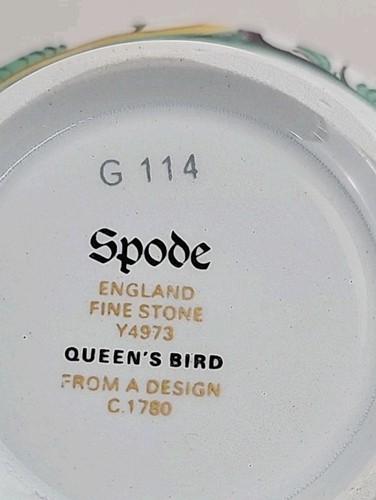 G 114
Spode
ENGLAND
FINE STONE
Y4973
QUEEN'S BIRD
FROM A DESIGN
C.1780